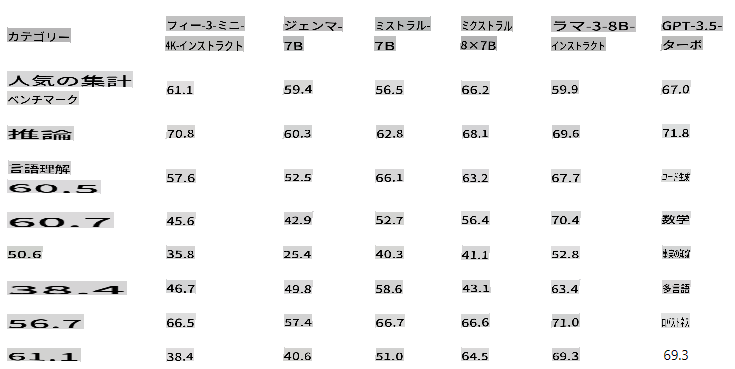 カテゴリー フィー-3-ミニ- ジェンマ- ミストラル- ミクストラル ラマ-3-8B- GPT-3.5-
4K-インストラクト 7B 7B 8×7B インストラクト ターボ
人気の集計 61.1 59.4 56.5 66.2 59.9 67.0
ベンチマーク
推論 70.8 60.3 62.8 68.1 69.6 71.8
言語理解 57.6 52.5 66.1 63.2 67.7 コード生成
60.5
60.7 45.6 42.9 52.7 56.4 70.4 数学
50.6 35.8 25.4 40.3 41.1 52.8
38.4 46.7 49.8 58.6 43.1 63.4 多言語
56.7 66.5 57.4 66.7 66.6 71.0 ロバストネス
61.1 38.4 40.6 51.0 64.5 69.3 69.3